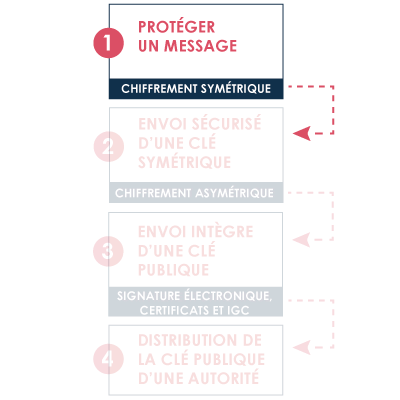 1
PROTÉGER
UN MESSAGE
CHIFFREMENT SYMÉTRIQUE
2
ENVOI SÉCURISÉ
D'UNE CLÉ
SYMÉTRIQUE
CHIFFREMENT ASYMÉTRIQUE
3
ENVOI INTÈGRE
D'UNE CLÉ
PUBLIQUE
SIGNATURE ÉLECTRONIQUE,
CERTIFICATS ET IGC
4
DISTRIBUTION DE
LA CLÉ PUBLIQUE
D'UNE AUTORITÉ